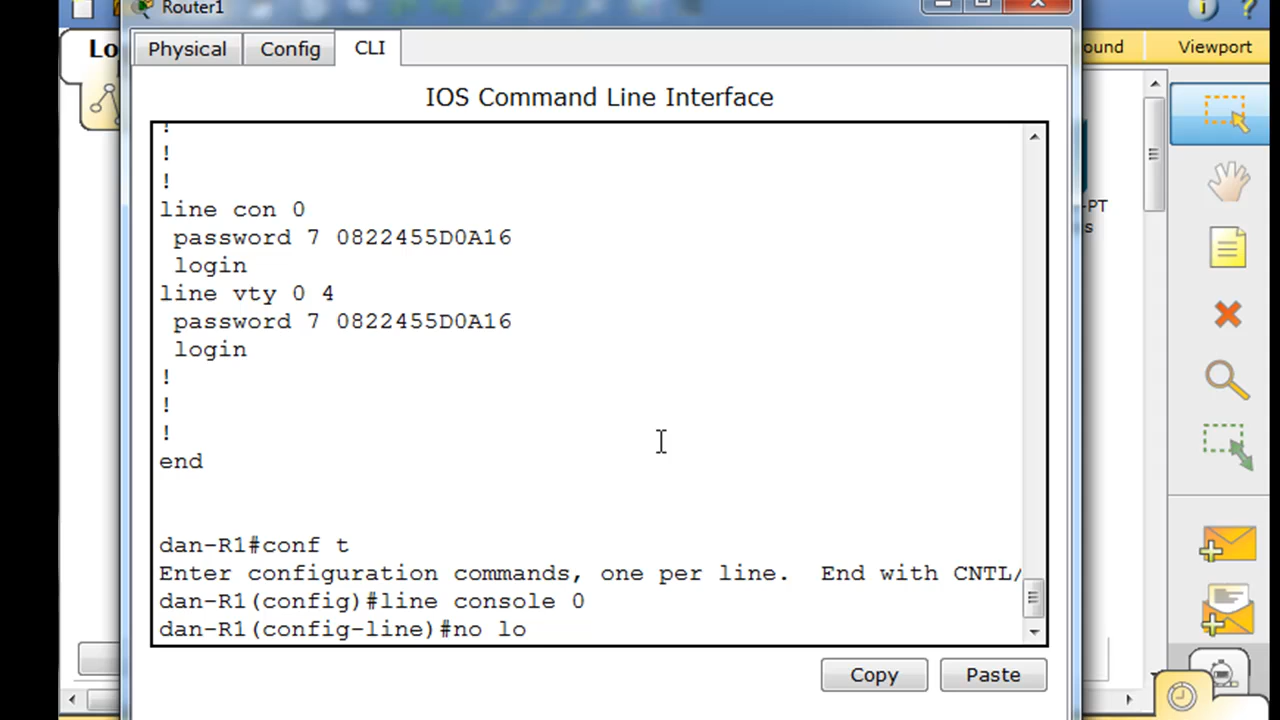 Router1
Lo
Physical
Config
CLI
ound
Viewport
IOS Command Line Interface
!
!
!
line con 0
password 7 0822455D0A16
login
line vty 0 4
password 7 0822455D0A16
login
!
!
!
end
dan-R1#conf t
Enter configuration commands, one per line. End with CNTL/
dan-R1(config)#line console 0
dan-R1(config-line)#no lo
-PT
s
Copy
Paste